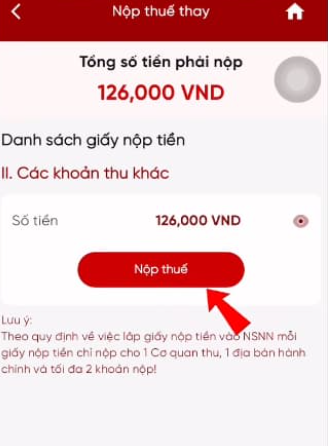 Nộp thuế thay
Tổng số tiền phải nộp
126,000 VND
Danh sách giấy nộp tiền
II. Các khoản thu khác
Số tiền 126,000 VND
Nộp thuế
Lưu ý:
Theo quy định về việc lập giấy nộp tiền vào NSNN mỗi
giấy nộp tiền chỉ nộp cho 1 Cơ quan thu, 1 địa bàn hành
chính và tối đa 2 khoản nộp!